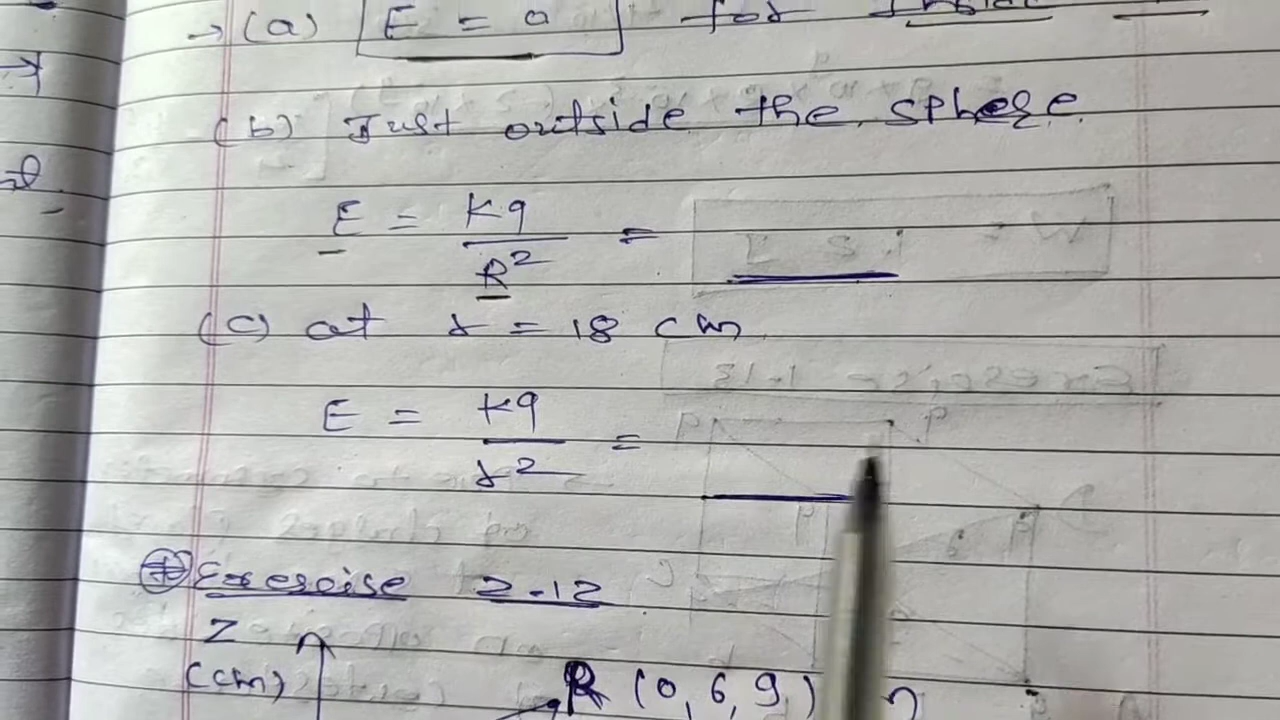 → (a) E = 0 for inside
(b) Just outside the sphere
E = Kq / R² =
(c) at r = 18 cm
E = Kq / r² =
Exercise 2.12
Z
(cm)
R (0, 6, 9)